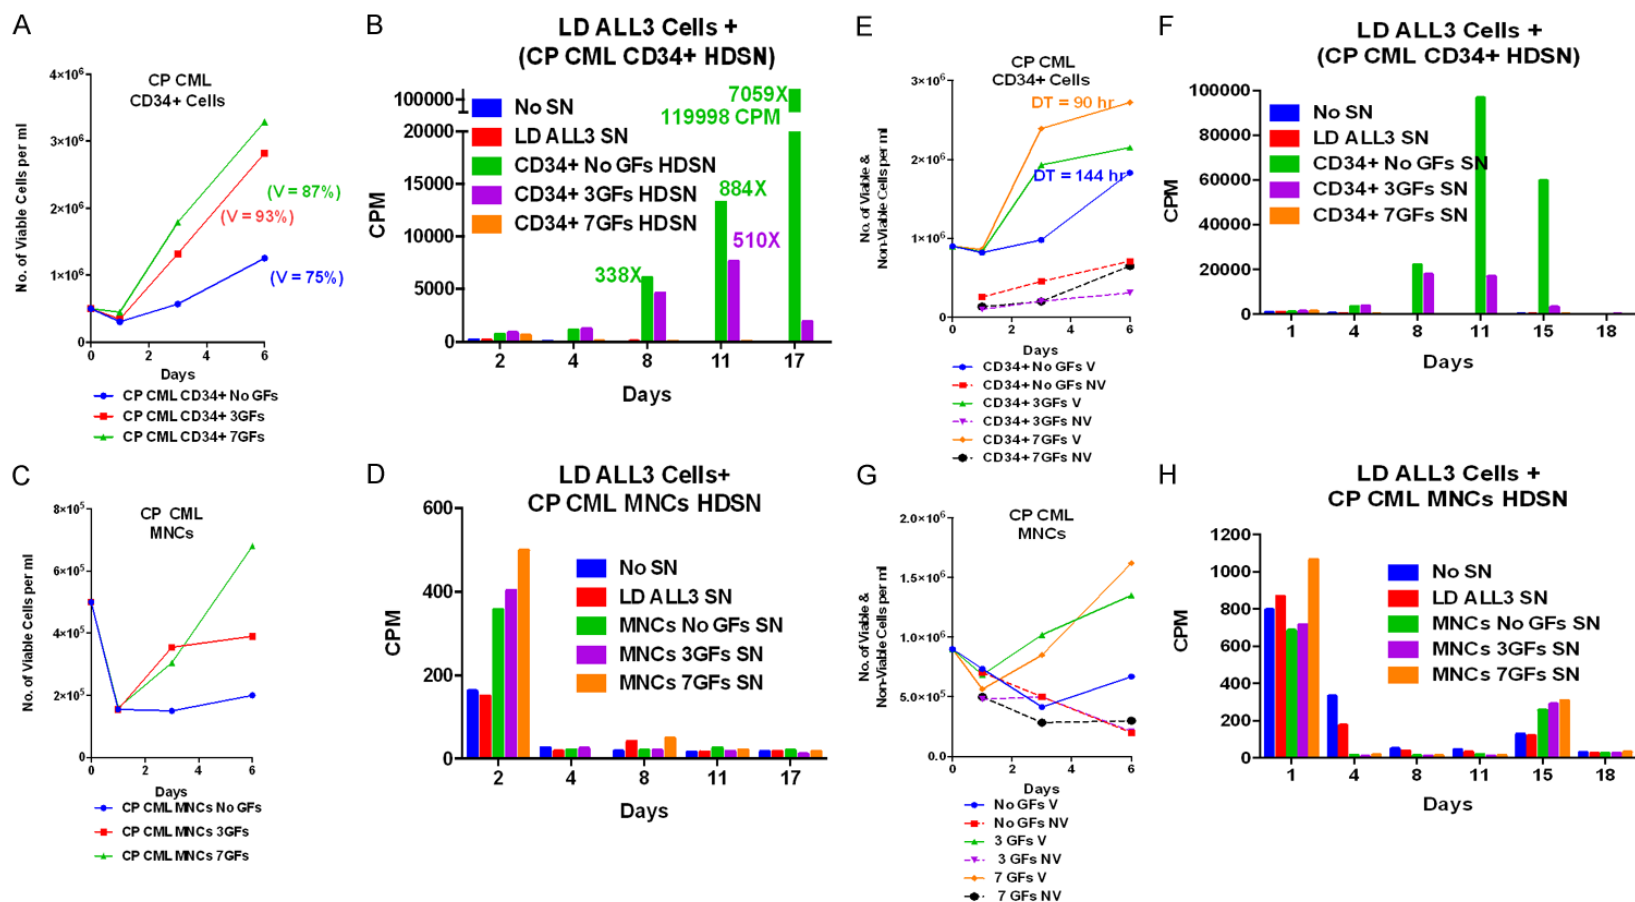 A
CP CML
CD34+ Cells
No. of Viable Cells per ml
4×10⁶
3×10⁶
2×10⁶
1×10⁶
0
(V = 87%)
(V = 93%)
(V = 75%)
0 2 4 6
Days
CP CML CD34+ No GFs
CP CML CD34+ 3GFs
CP CML CD34+ 7GFs
B
LD ALL3 Cells +
(CP CML CD34+ HDSN)
CPM
100000
20000
15000
10000
5000
0
No SN
LD ALL3 SN
CD34+ No GFs HDSN
CD34+ 3GFs HDSN
CD34+ 7GFs HDSN
7059X
119998 CPM
884X
510X
338X
2 4 8 11 17
Days
E
CP CML
CD34+ Cells
No. of Viable &
Non-Viable Cells per ml
3×10⁶
2×10⁶
1×10⁶
0
DT = 90 hr
DT = 144 hr
0 2 4 6
Days
CD34+ No GFs V
CD34+ No GFs NV
CD34+ 3GFs V
CD34+ 3GFs NV
CD34+ 7GFs V
CD34+ 7GFs NV
F
LD ALL3 Cells +
(CP CML CD34+ HDSN)
CPM
100000
80000
60000
40000
20000
0
No SN
LD ALL3 SN
CD34+ No GFs SN
CD34+ 3GFs SN
CD34+ 7GFs SN
1 4 8 11 15 18
Days
C
CP CML
MNCs
No. of Viable Cells per ml
8×10⁵
6×10⁵
4×10⁵
2×10⁵
0
0 2 4 6
Days
CP CML MNCs No GFs
CP CML MNCs 3GFs
CP CML MNCs 7GFs
D
LD ALL3 Cells+
CP CML MNCs HDSN
CPM
600
400
200
0
No SN
LD ALL3 SN
MNCs No GFs SN
MNCs 3GFs SN
MNCs 7GFs SN
2 4 8 11 17
Days
G
CP CML
MNCs
No. of Viable &
Non-Viable Cells per ml
2.0×10⁶
1.5×10⁶
1.0×10⁶
5.0×10⁵
0.0
0 2 4 6
Days
No GFs V
No GFs NV
3 GFs V
3 GFs NV
7 GFs V
7 GFs NV
H
LD ALL3 Cells +
CP CML MNCs HDSN
CPM
1200
1000
800
600
400
200
0
No SN
LD ALL3 SN
MNCs No GFs SN
MNCs 3GFs SN
MNCs 7GFs SN
1 4 8 11 15 18
Days